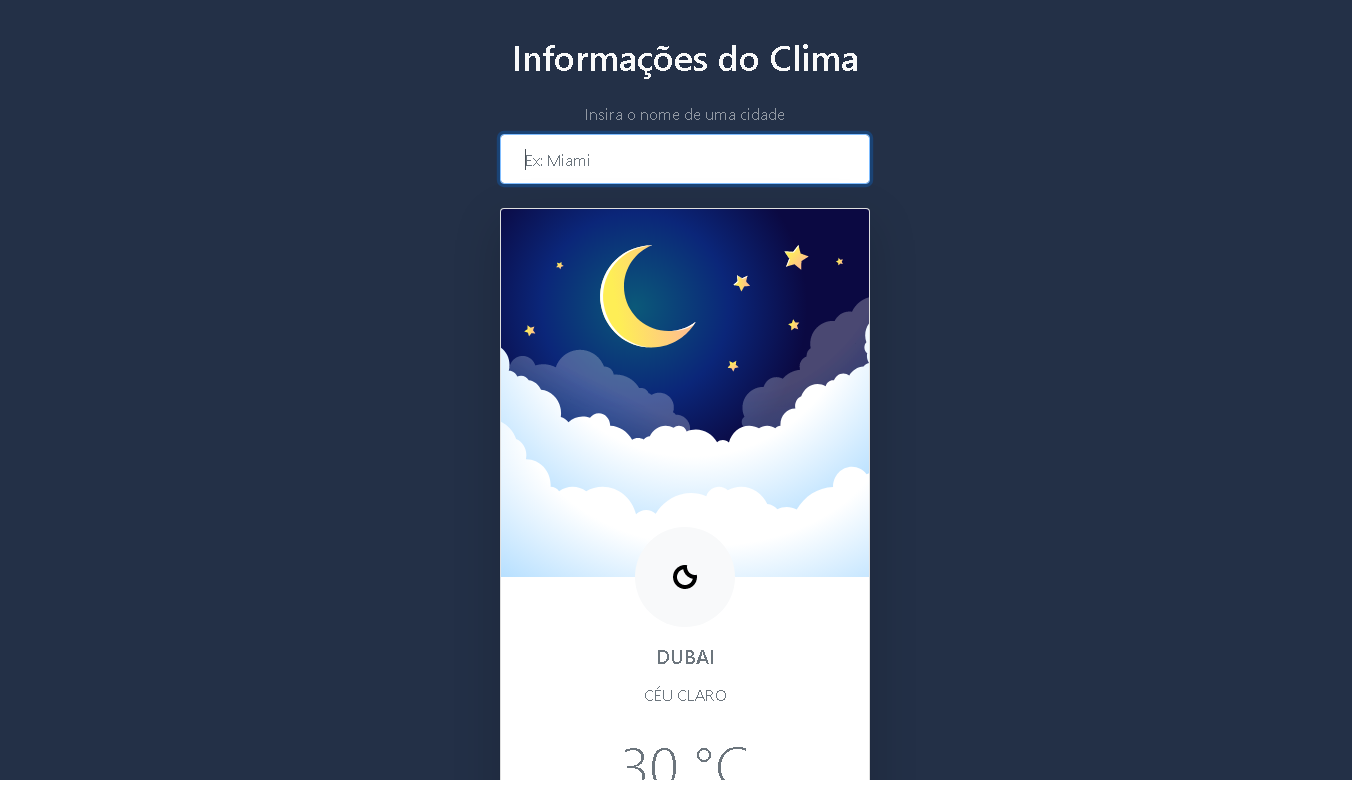 Informações do Clima
Insira o nome de uma cidade
Ex: Miami
DUBAI
CÉU CLARO
30 °C